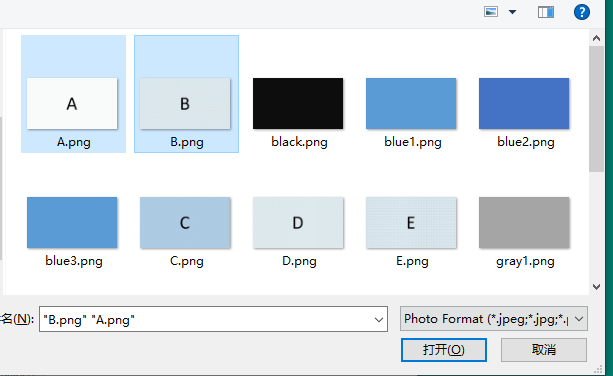 A
B
A.png
B.png
black.png
blue1.png
blue2.png
C
D
E
blue3.png
C.png
D.png
E.png
gray1.png
名(N):
"B.png" "A.png"
Photo Format (*.jpeg;*.jpg;*.
打开(O)
取消